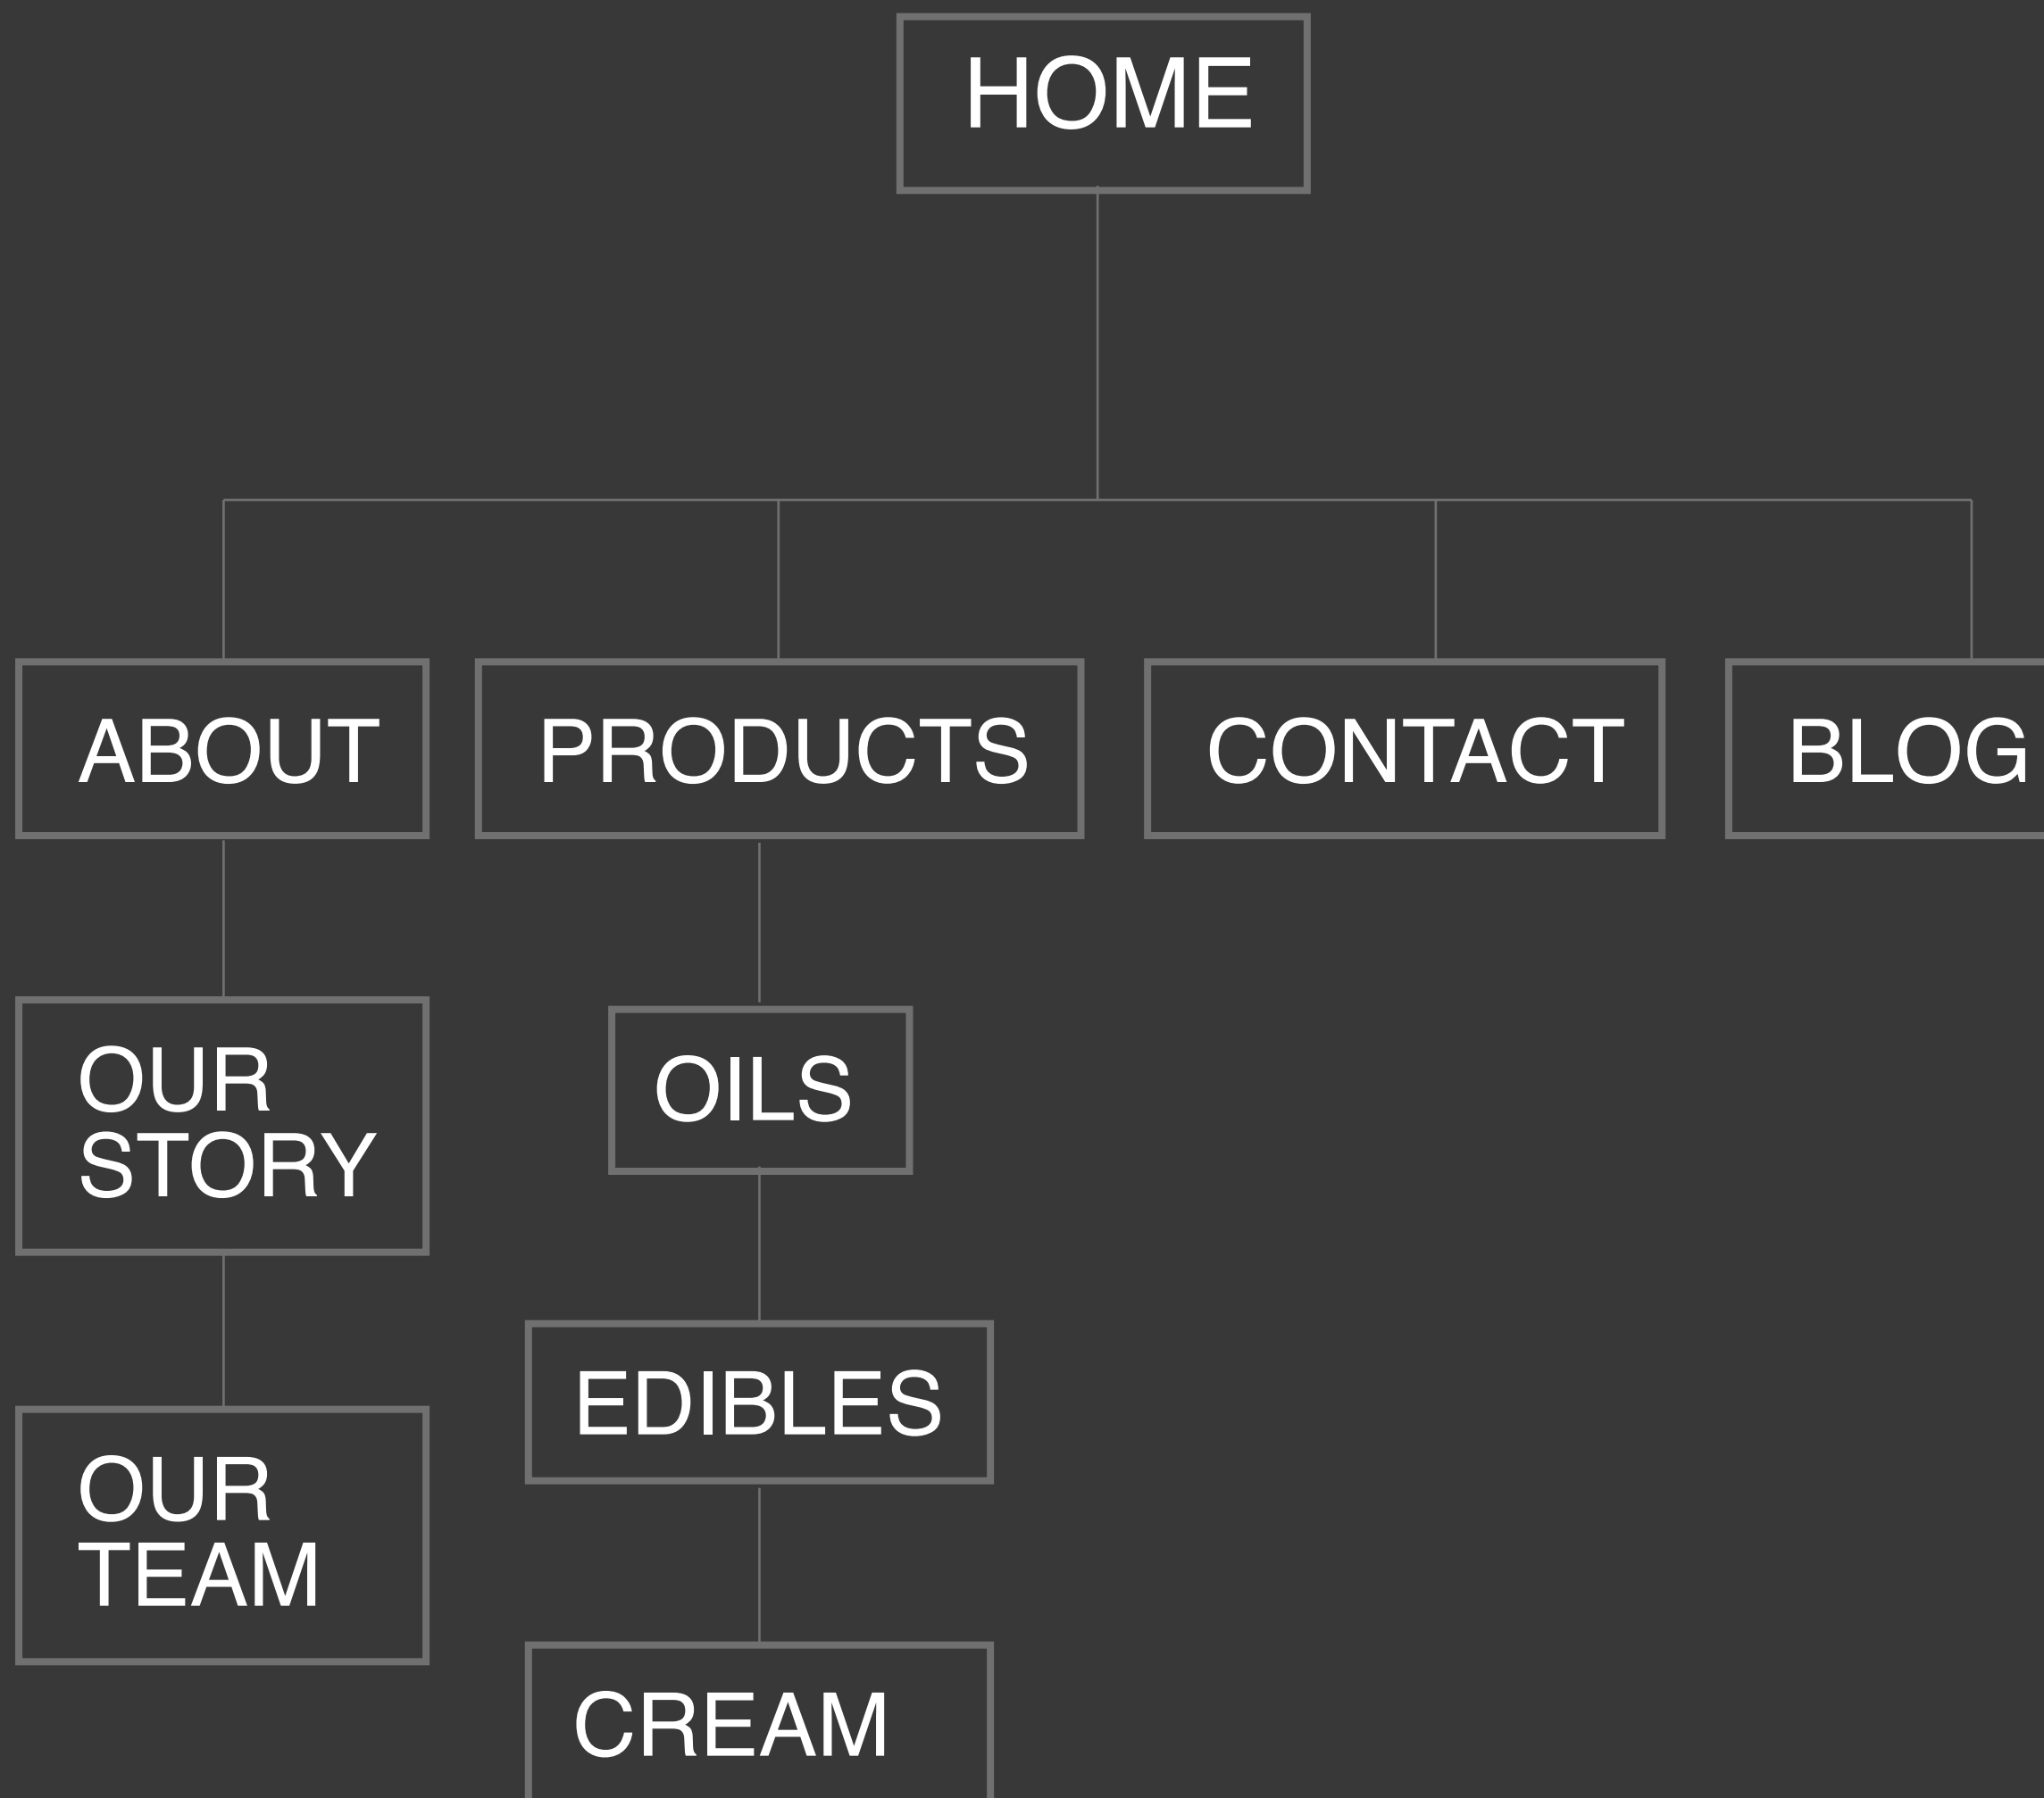 HOME
ABOUT
PRODUCTS
CONTACT
BLOG
OUR
STORY
OILS
EDIBLES
OUR
TEAM
CREAM